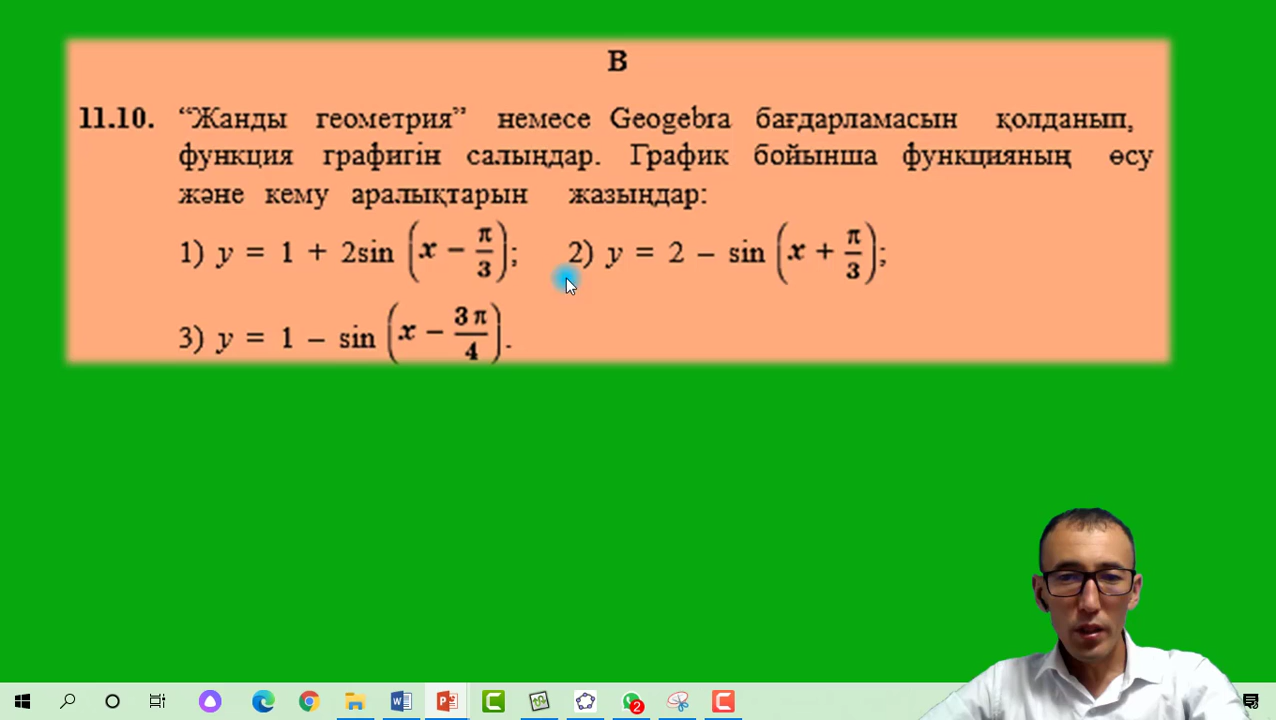 В
11.10. “Жанды геометрия” немесе Geogebra бағдарламасын қолданып,
функция графигін салыңдар. График бойынша функцияның өсу
және кему аралықтарын жазыңдар:
1) y = 1 + 2sin (x − π/3); 2) y = 2 − sin (x + π/3);
3) y = 1 − sin (x − 3π/4).
2